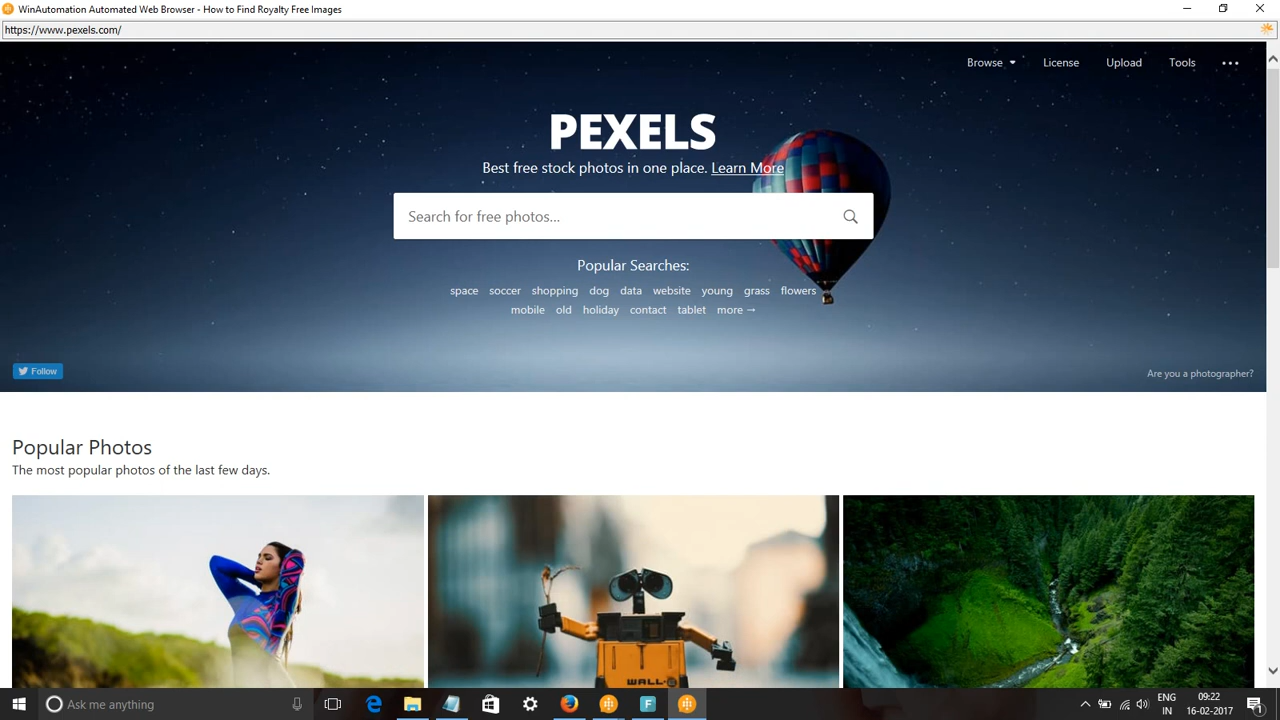 WinAutomation Automated Web Browser - How to Find Royalty Free Images
https://www.pexels.com/
Browse License Upload Tools
PEXELS
Best free stock photos in one place. Learn More
Search for free photos...
Popular Searches:
space soccer shopping dog data website young grass flowers
mobile old holiday contact tablet more →
Follow
Are you a photographer?
Popular Photos
The most popular photos of the last few days.
WALL·E
Ask me anything
ENG
IN
09:22
16-02-2017